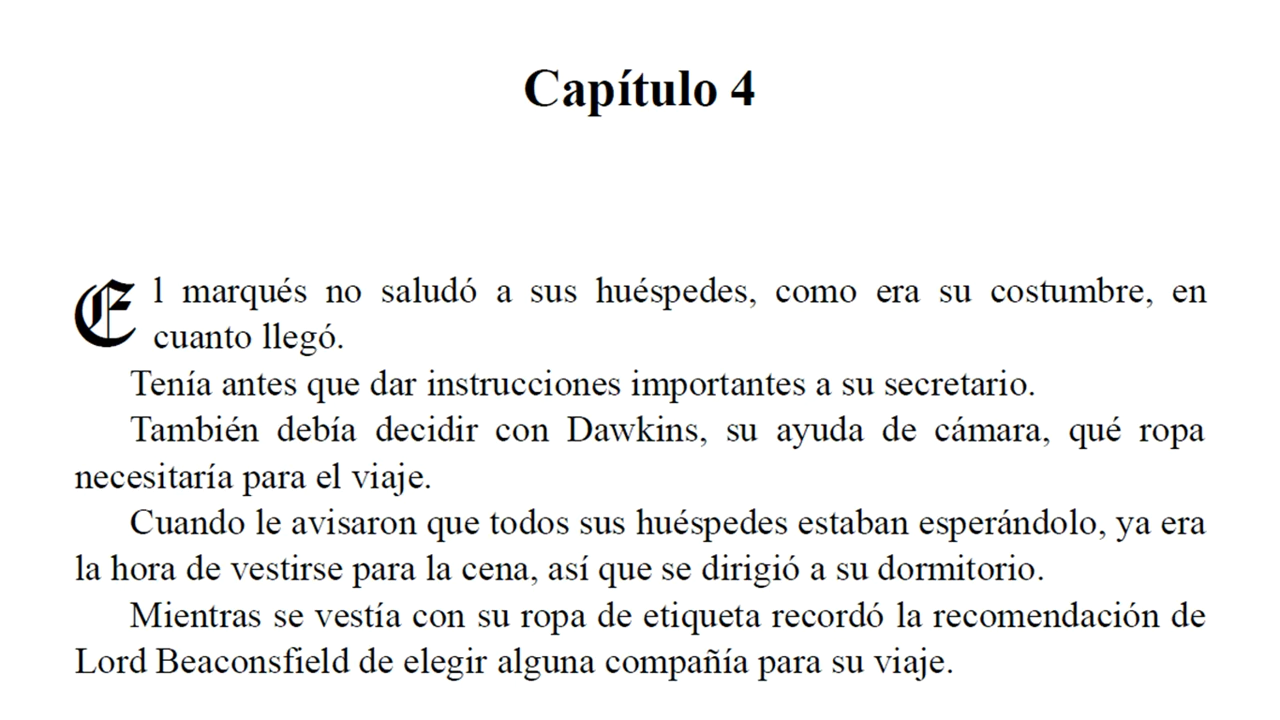 Capítulo 4
El marqués no saludó a sus huéspedes, como era su costumbre, en
cuanto llegó.
Tenía antes que dar instrucciones importantes a su secretario.
También debía decidir con Dawkins, su ayuda de cámara, qué ropa
necesitaría para el viaje.
Cuando le avisaron que todos sus huéspedes estaban esperándolo, ya era
la hora de vestirse para la cena, así que se dirigió a su dormitorio.
Mientras se vestía con su ropa de etiqueta recordó la recomendación de
Lord Beaconsfield de elegir alguna compañía para su viaje.